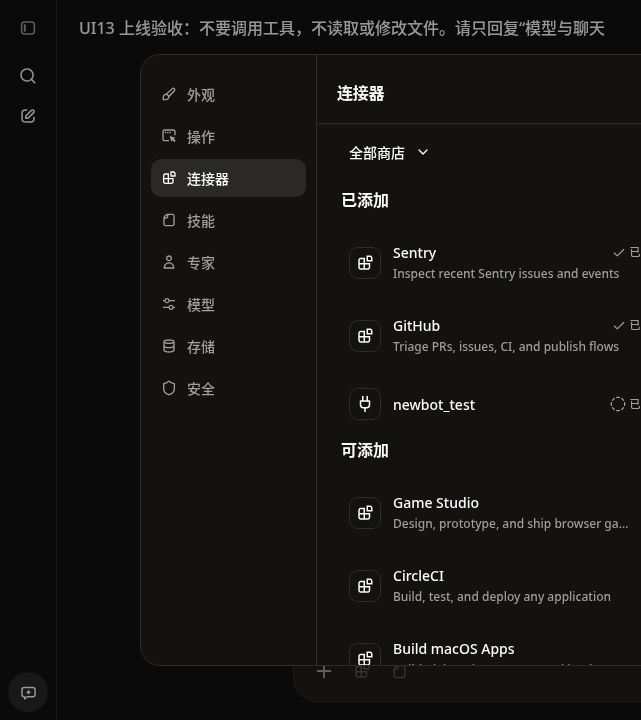 UI13 上线验收：不要调用工具，不读取或修改文件。请只回复“模型与聊天
外观
操作
连接器
技能
专家
模型
存储
安全
连接器
全部商店
已添加
Sentry
已
Inspect recent Sentry issues and events
GitHub
已
Triage PRs, issues, CI, and publish flows
newbot_test
已
可添加
Game Studio
Design, prototype, and ship browser ga...
CircleCI
Build, test, and deploy any application
Build macOS Apps